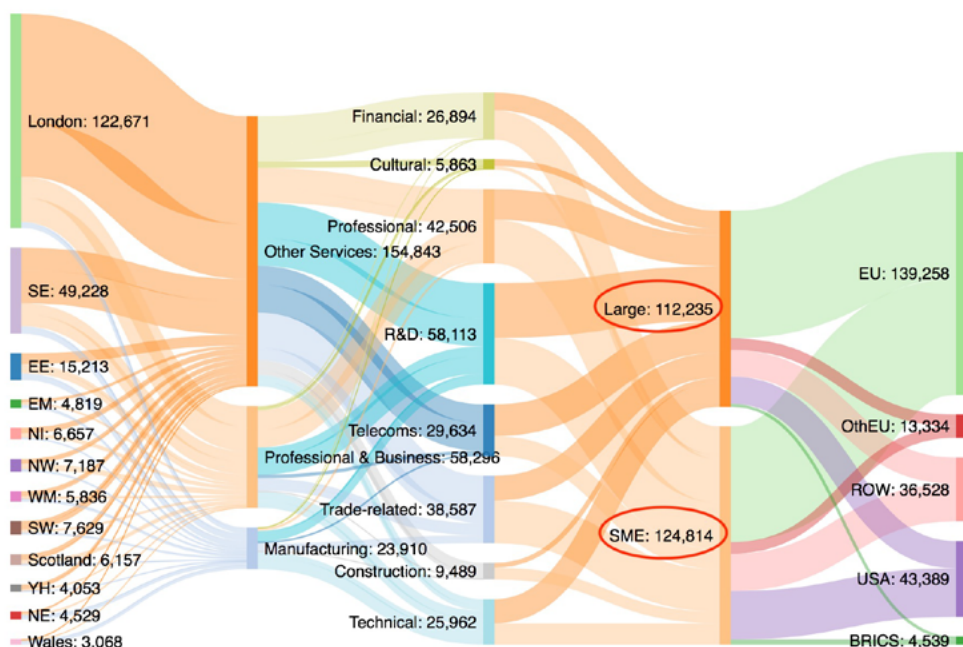 London: 122,671
SE: 49,228
EE: 15,213
EM: 4,819
NI: 6,657
NW: 7,187
WM: 5,836
SW: 7,629
Scotland: 6,157
YH: 4,053
NE: 4,529
Wales: 3,068
Other Services: 154,843
Professional & Business: 58,296
Manufacturing: 23,910
Financial: 26,894
Cultural: 5,863
Professional: 42,506
R&D: 58,113
Telecoms: 29,634
Trade-related: 38,587
Construction: 9,489
Technical: 25,962
Large: 112,235
SME: 124,814
EU: 139,258
OthEU: 13,334
ROW: 36,528
USA: 43,389
BRICS: 4,539